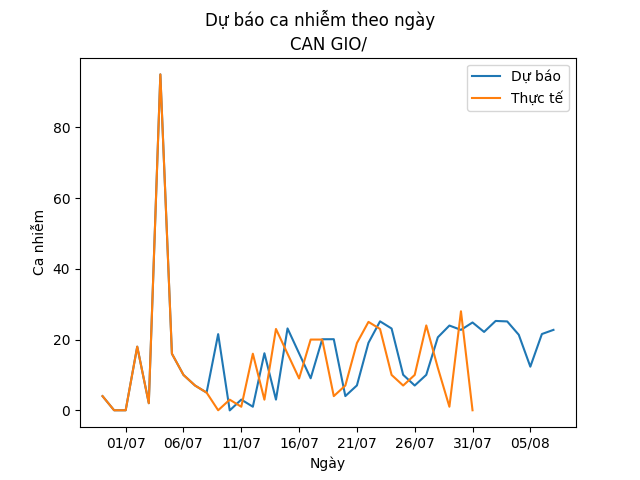 Dự báo ca nhiễm theo ngày
CAN GIO/
Dự báo
Thực tế
Ca nhiễm
80
60
40
20
0
01/07 06/07 11/07 16/07 21/07 26/07 31/07 05/08
Ngày